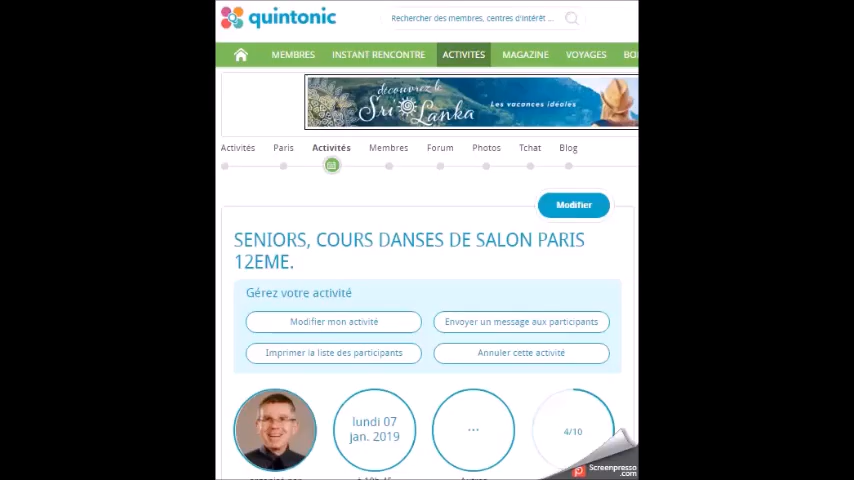 quintonic
Rechercher des membres, centres d'intérêt ...
MEMBRES INSTANT RENCONTRE ACTIVITES MAGAZINE VOYAGES BO
découvrez le
Sri Lanka
Les vacances idéales
Activités Paris Activités Membres Forum Photos Tchat Blog
Modifier
SENIORS, COURS DANSES DE SALON PARIS
12EME.
Gérez votre activité
Modifier mon activité Envoyer un message aux participants
Imprimer la liste des participants Annuler cette activité
lundi 07
jan. 2019
...
4/10
Screenpresso
.com